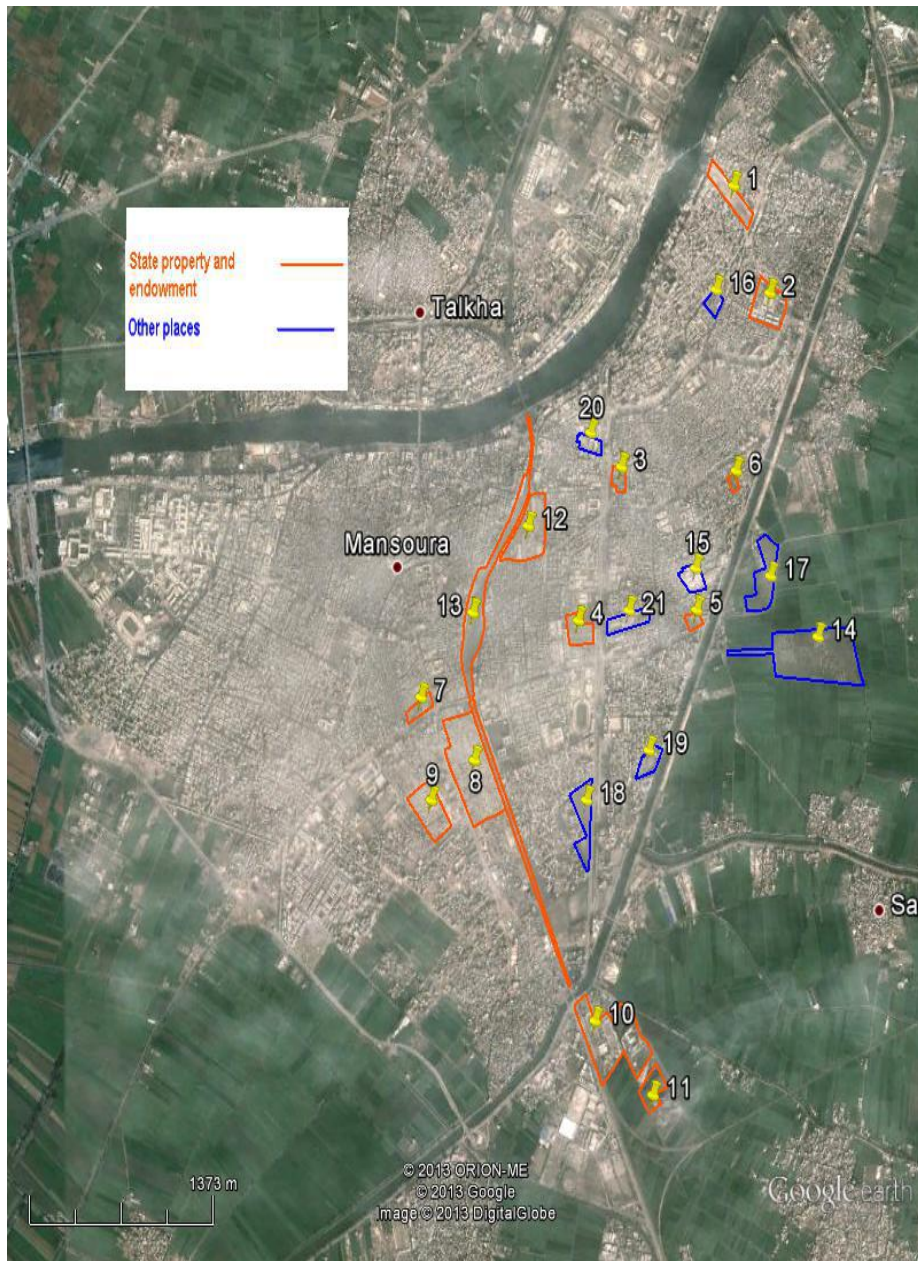 1
16
2
State property and
endowment
Talkha
Other places
20
3
6
12
Mansoura
15
17
13
4
21
5
14
7
19
8
9
18
Sa
10
11
1373 m
© 2013 ORION-ME
© 2013 Google
Image © 2013 DigitalGlobe
Google earth